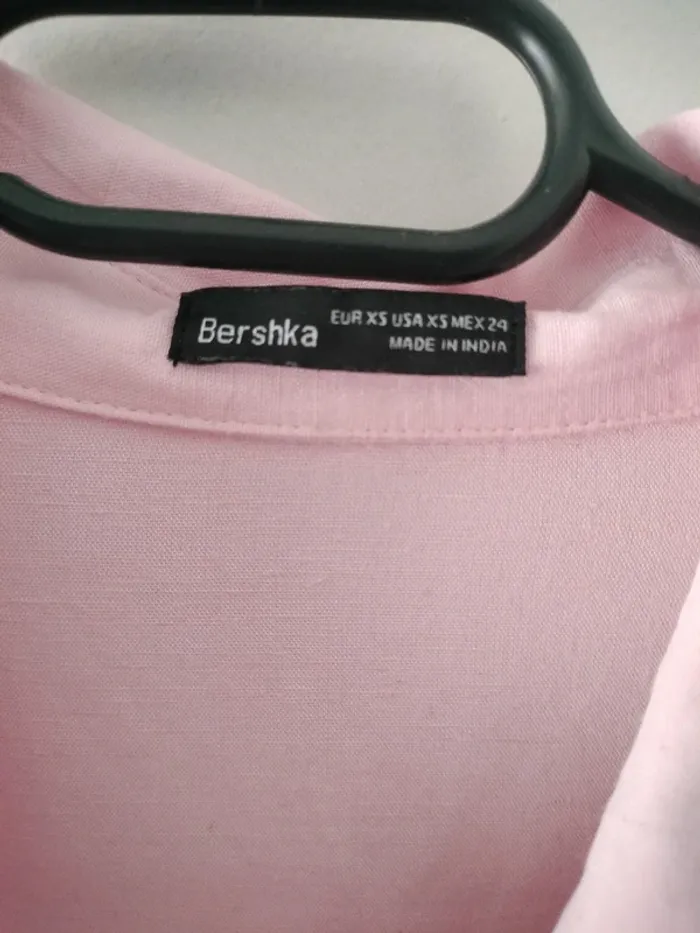 Bershka
EUR XS USA XS MEX 24
MADE IN INDIA